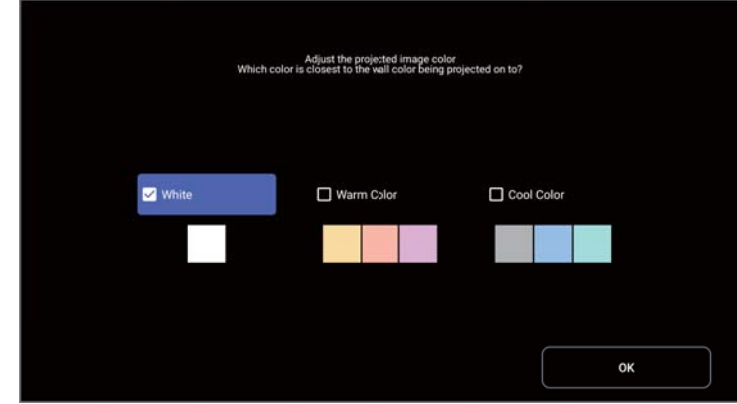 Adjust the projected image color
Which color is closest to the wall color being projected on to?
White
Warm Color
Cool Color
OK